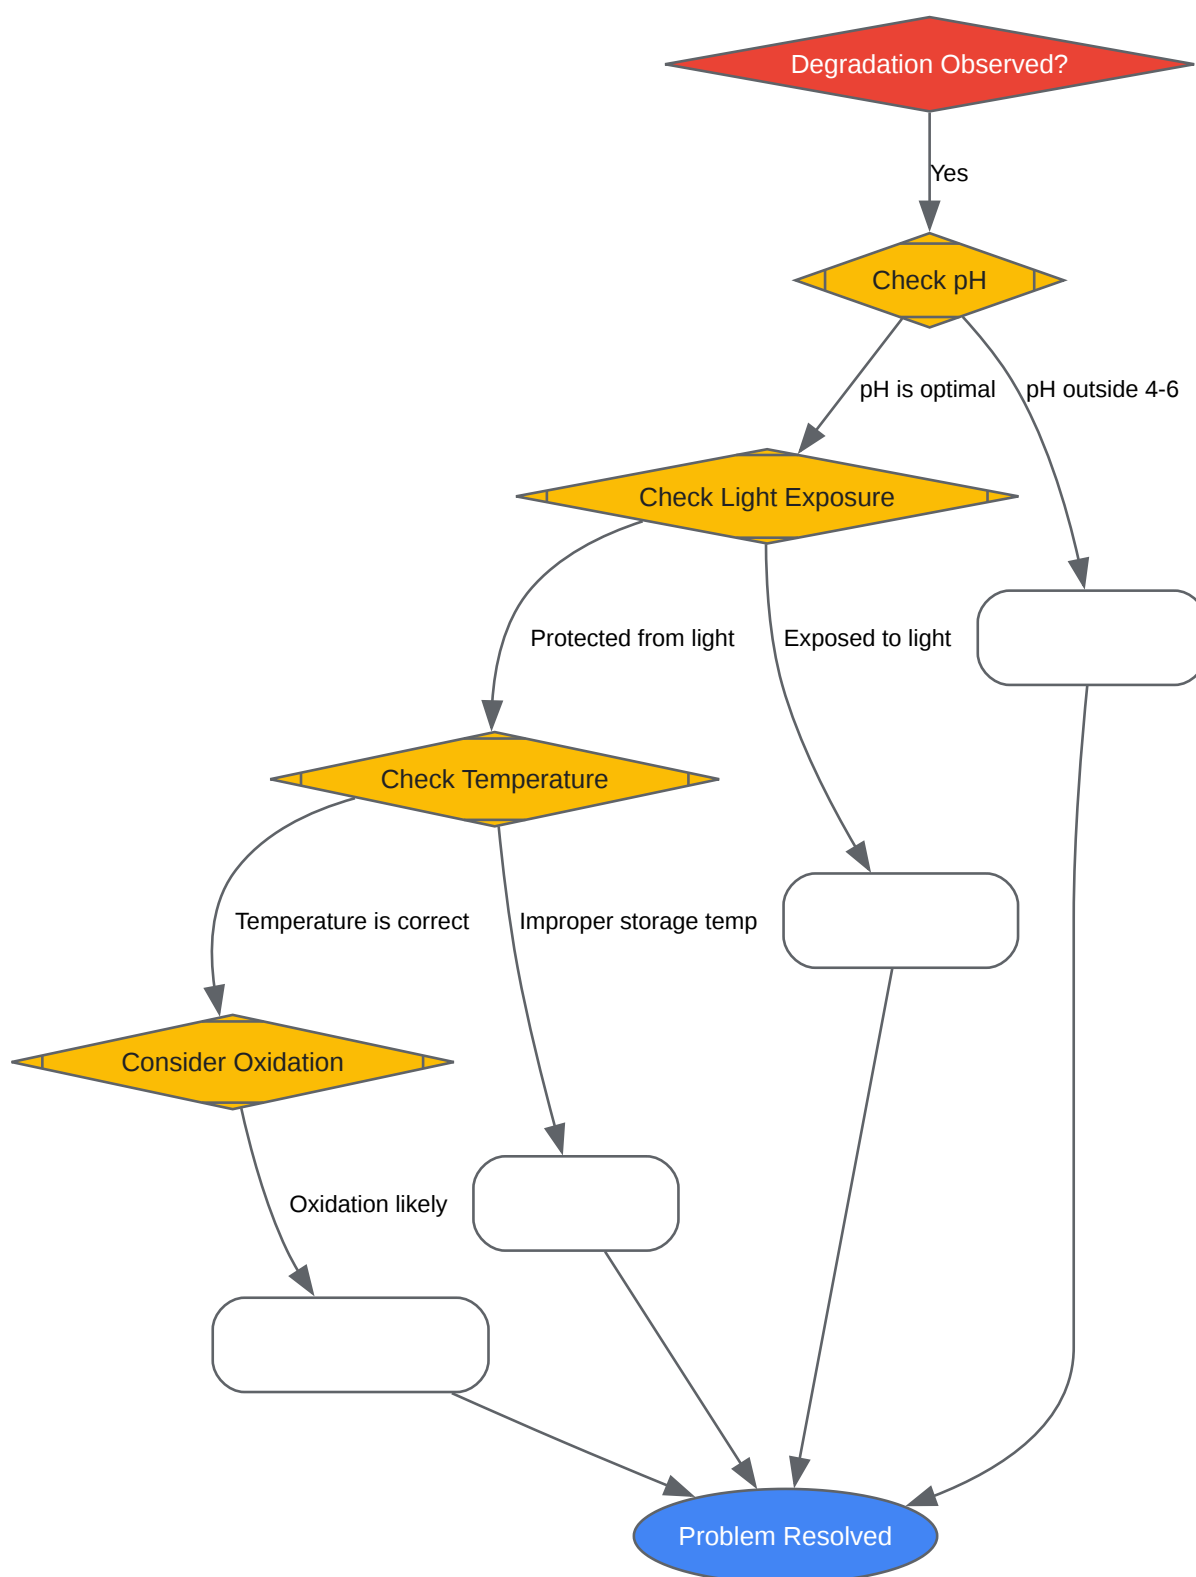 Degradation Observed?
Yes
Check pH
pH is optimal
pH outside 4-6
Check Light Exposure
Protected from light
Exposed to light
Check Temperature
Temperature is correct
Improper storage temp
Consider Oxidation
Oxidation likely
Problem Resolved